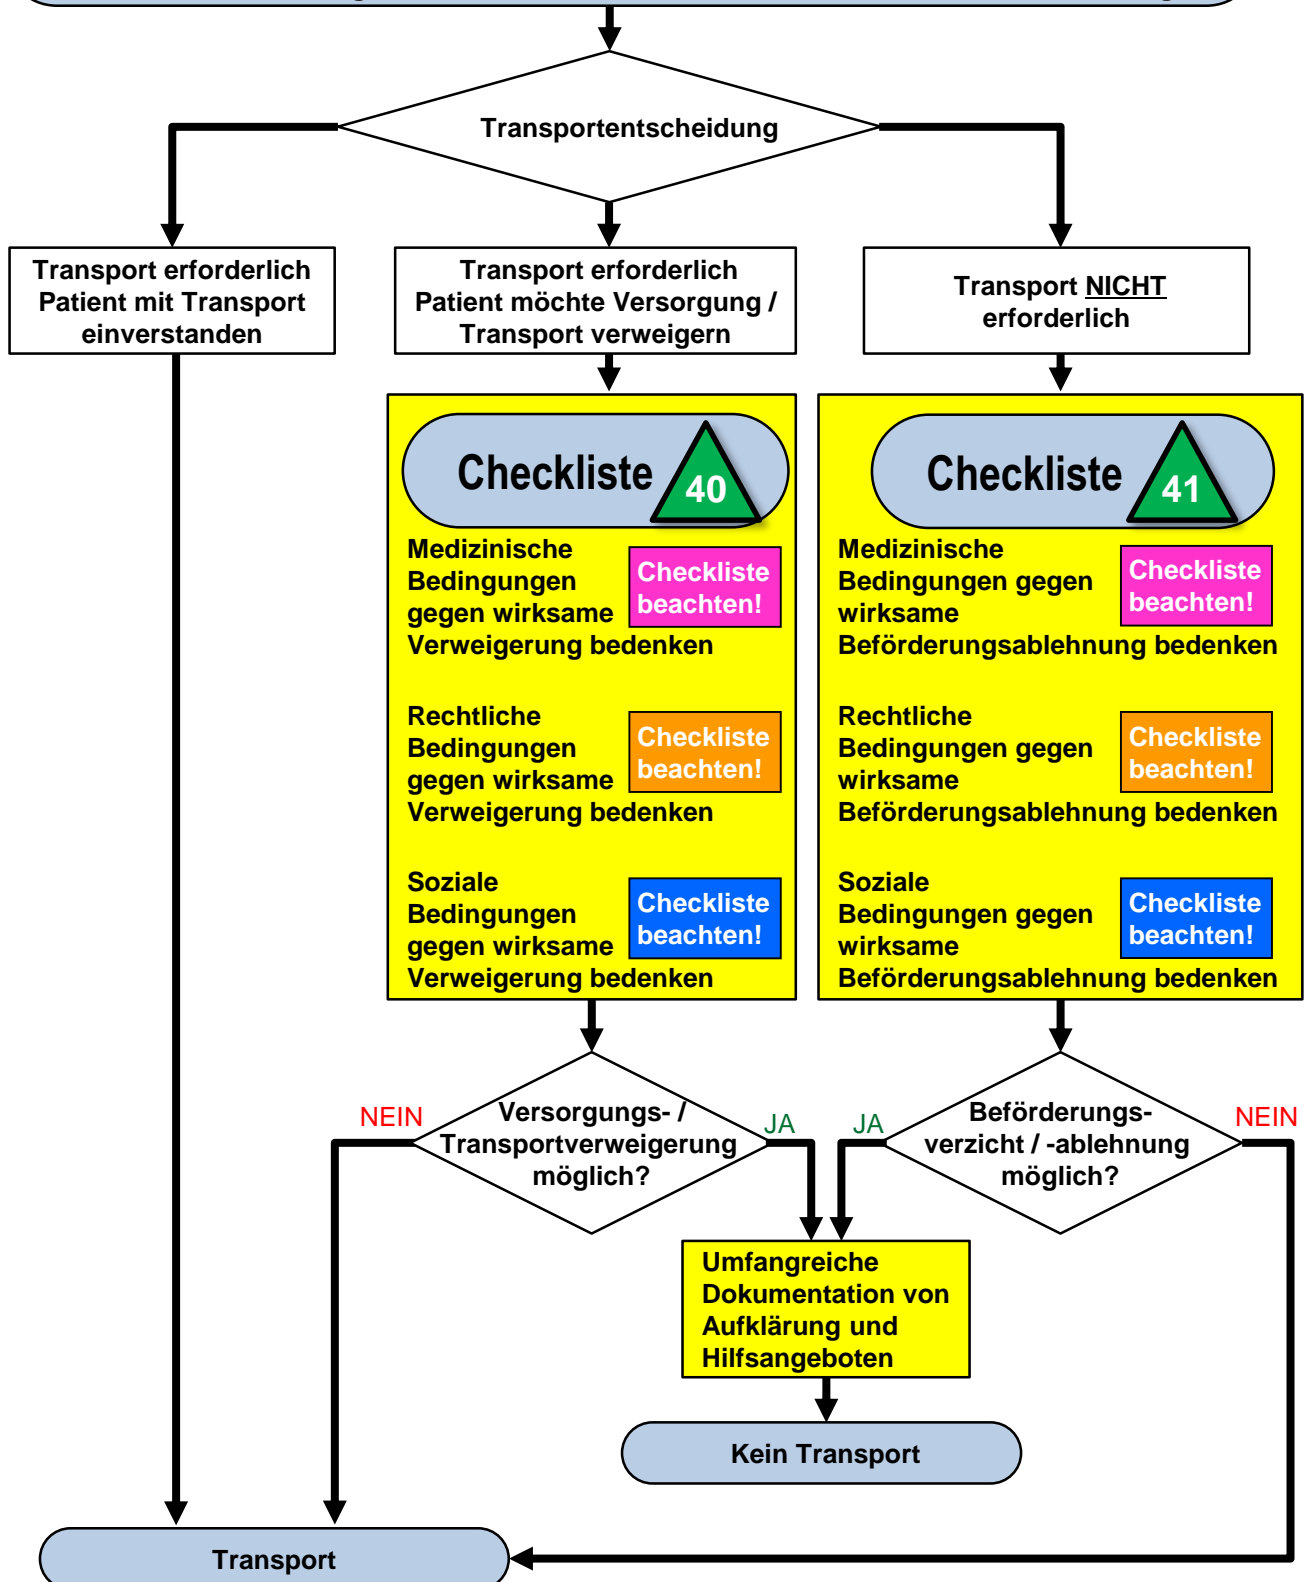 Transportentscheidung
Transport erforderlich
Patient mit Transport
einverstanden
Transport erforderlich
Patient möchte Versorgung /
Transport verweigern
Transport NICHT
erforderlich
Checkliste 40
Medizinische
Bedingungen
gegen wirksame
Verweigerung bedenken
Checkliste
beachten!
Rechtliche
Bedingungen
gegen wirksame
Verweigerung bedenken
Checkliste
beachten!
Soziale
Bedingungen
gegen wirksame
Verweigerung bedenken
Checkliste
beachten!
Checkliste 41
Medizinische
Bedingungen gegen
wirksame
Beförderungsablehnung bedenken
Checkliste
beachten!
Rechtliche
Bedingungen gegen
wirksame
Beförderungsablehnung bedenken
Checkliste
beachten!
Soziale
Bedingungen gegen
wirksame
Beförderungsablehnung bedenken
Checkliste
beachten!
NEIN
Versorgungs- /
Transportverweigerung
möglich?
JA
JA
Beförderungs-
verzicht / -ablehnung
möglich?
NEIN
Umfangreiche
Dokumentation von
Aufklärung und
Hilfsangeboten
Kein Transport
Transport